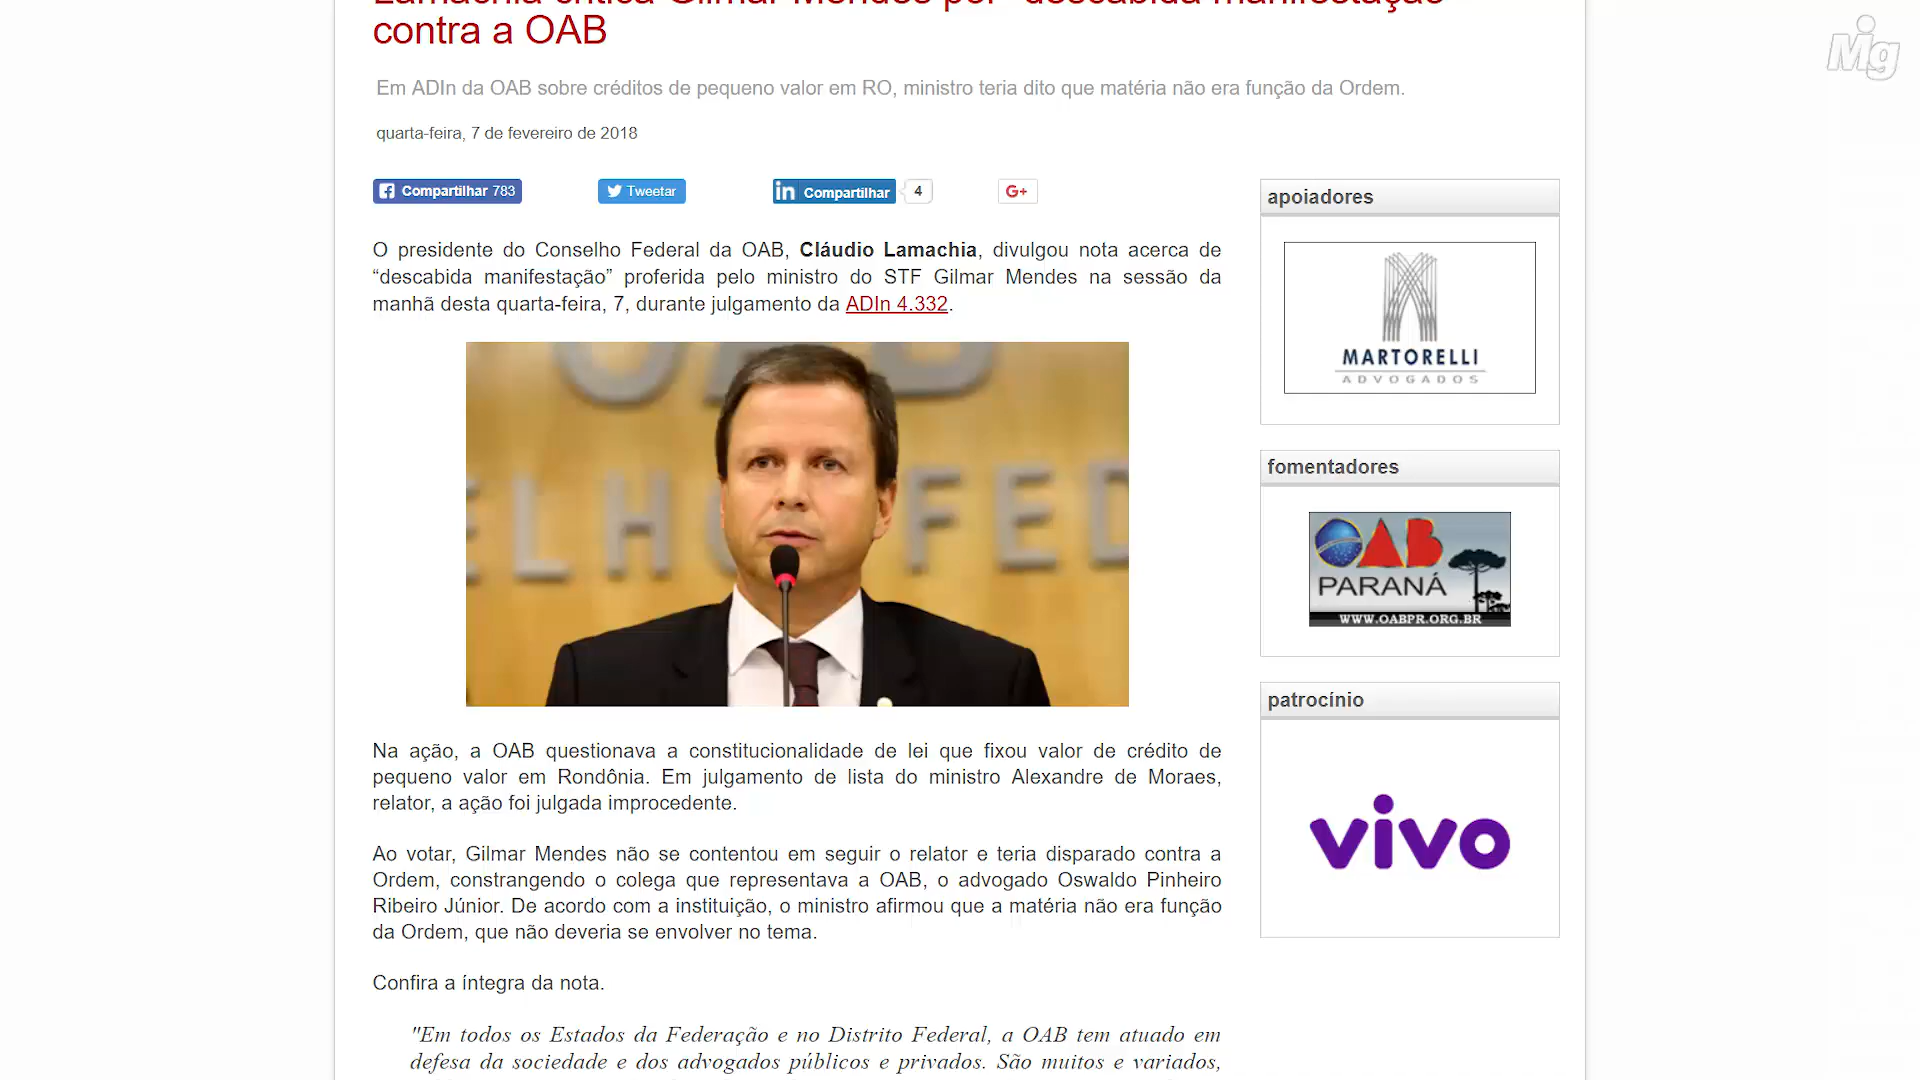 contra a OAB
Em ADIn da OAB sobre créditos de pequeno valor em RO, ministro teria dito que matéria não era função da Ordem.
quarta-feira, 7 de fevereiro de 2018
Compartilhar 783
Tweetar
in Compartilhar 4
G+
O presidente do Conselho Federal da OAB, Cláudio Lamachia, divulgou nota acerca de
“descabida manifestação” proferida pelo ministro do STF Gilmar Mendes na sessão da
manhã desta quarta-feira, 7, durante julgamento da ADIn 4.332.
OAB
ELHO FED
Na ação, a OAB questionava a constitucionalidade de lei que fixou valor de crédito de
pequeno valor em Rondônia. Em julgamento de lista do ministro Alexandre de Moraes,
relator, a ação foi julgada improcedente.
Ao votar, Gilmar Mendes não se contentou em seguir o relator e teria disparado contra a
Ordem, constrangendo o colega que representava a OAB, o advogado Oswaldo Pinheiro
Ribeiro Júnior. De acordo com a instituição, o ministro afirmou que a matéria não era função
da Ordem, que não deveria se envolver no tema.
Confira a íntegra da nota.
"Em todos os Estados da Federação e no Distrito Federal, a OAB tem atuado em
defesa da sociedade e dos advogados públicos e privados. São muitos e variados,
apoiadores
MARTORELLI
ADVOGADOS
fomentadores
OAB
PARANÁ
WWW.OABPR.ORG.BR
patrocínio
vivo
Mig